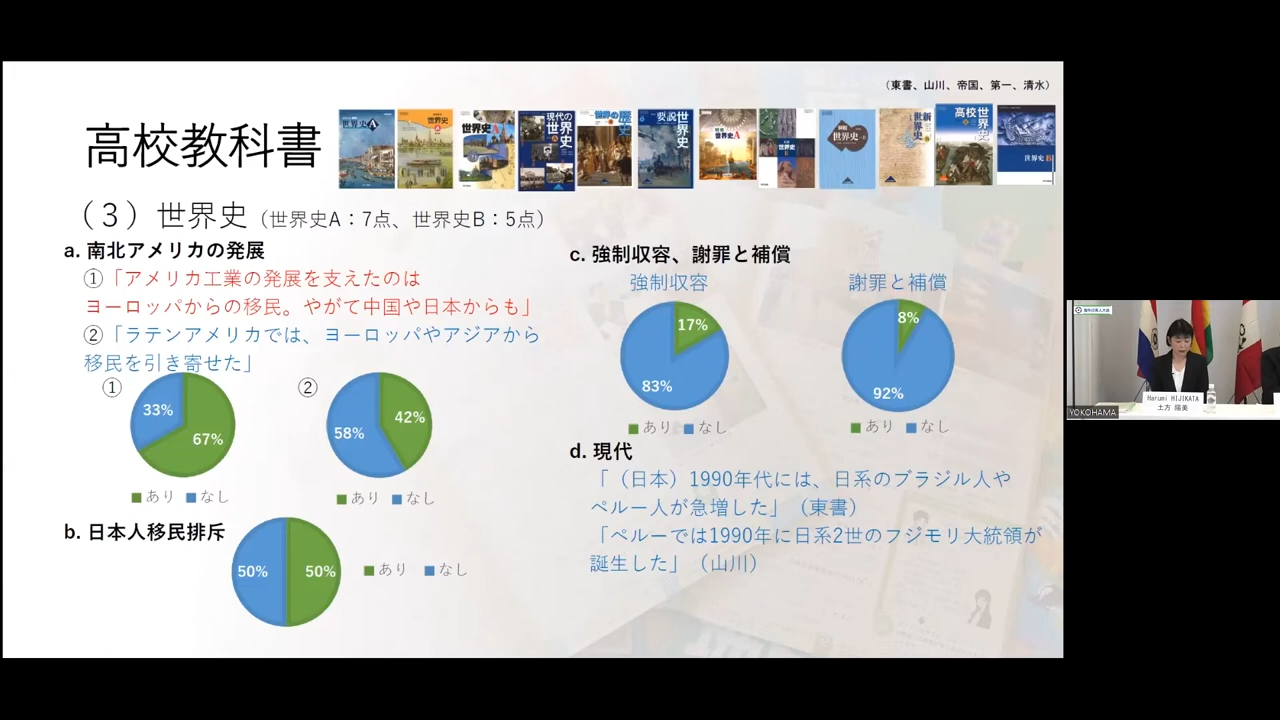 （東書、山川、帝国、第一、清水）
高校教科書
世界史A
世界史
世界史A
現代の世界史
世界の歴史
要説世界史
世界史A
世界史B
世界史
新世界史
高校世界史
世界史B
（３）世界史（世界史A：7点、世界史B：5点）
a. 南北アメリカの発展
①「アメリカ工業の発展を支えたのは
ヨーロッパからの移民。やがて中国や日本からも」
②「ラテンアメリカでは、ヨーロッパやアジアから
移民を引き寄せた」
①
33%
67%
あり なし
②
58%
42%
あり なし
b. 日本人移民排斥
50%
50%
あり なし
c. 強制収容、謝罪と補償
強制収容
17%
83%
あり なし
謝罪と補償
8%
92%
あり なし
d. 現代
「（日本）1990年代には、日系のブラジル人や
ペルー人が急増した」（東書）
「ペルーでは1990年に日系2世のフジモリ大統領が
誕生した」（山川）
Harumi HIJIKATA
土方 陽美
YOKOHAMA